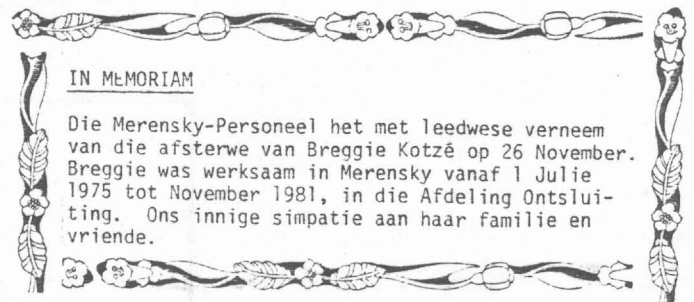 IN MEMORIAM
Die Merensky-Personeel het met leedwese verneem
van die afsterwe van Breggie Kotzé op 26 November.
Breggie was werksaam in Merensky vanaf 1 Julie
1975 tot November 1981, in die Afdeling Ontslui-
ting. Ons innige simpatie aan haar familie en
vriende.